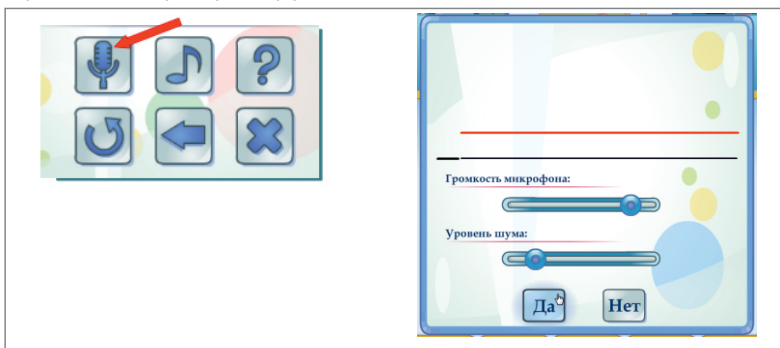 Громкость микрофона:
Уровень шума:
Да Нет